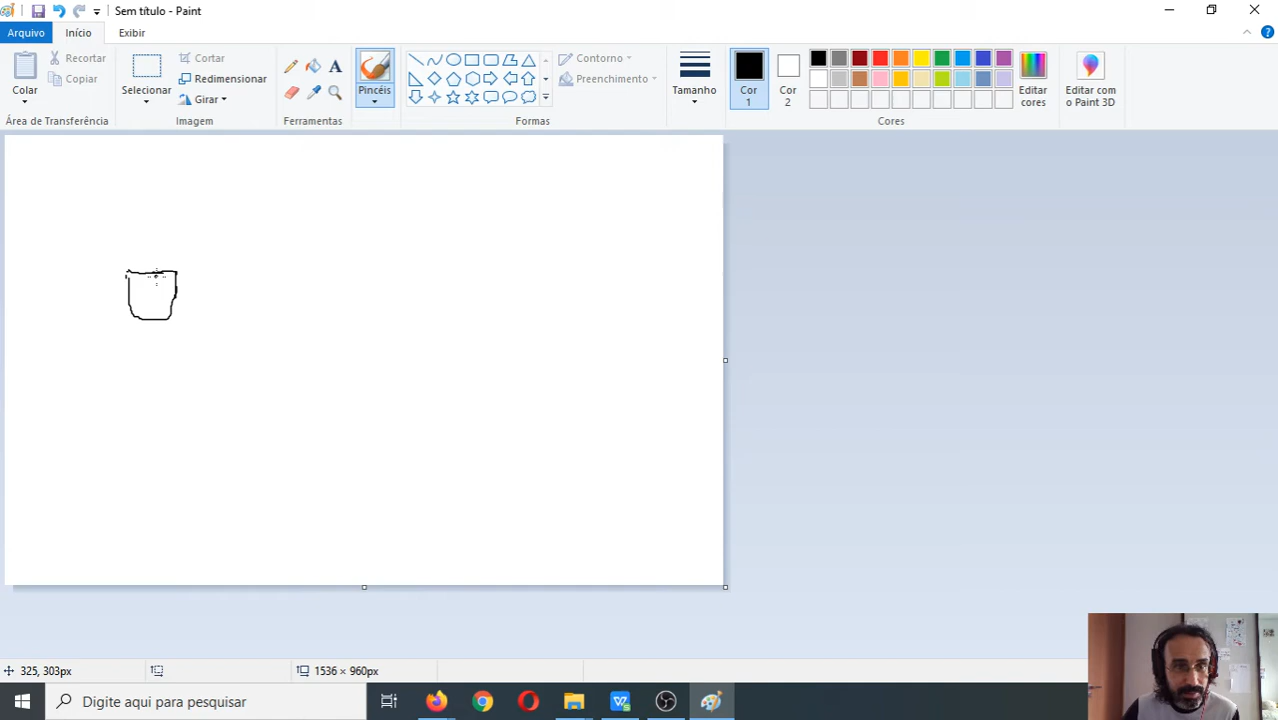 Sem título - Paint
Arquivo Início Exibir
Colar
Recortar
Copiar
Área de Transferência
Selecionar
Cortar
Redimensionar
Girar
Imagem
A
Ferramentas
Pincéis
Contorno
Preenchimento
Formas
Tamanho
Cor
1
Cor
2
Editar
cores
Cores
Editar com
o Paint 3D
325, 303px
1536 × 960px
Digite aqui para pesquisar